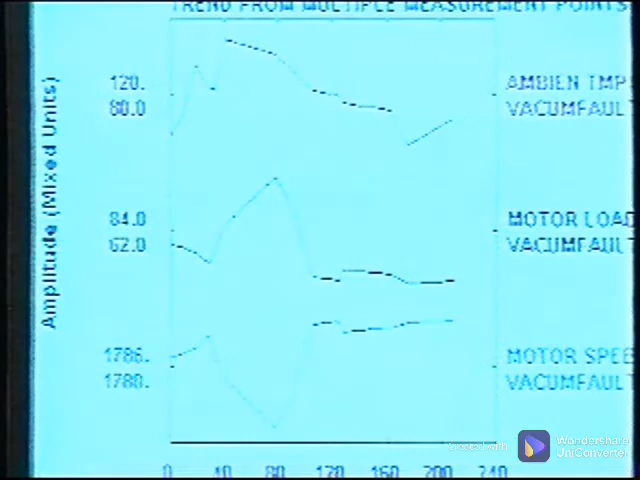 TREND FROM MULTIPLE MEASUREMENT POINTS
Amplitude (Mixed Units)
120.
80.0
AMBIEN TMP
VACUMFAUL
84.0
62.0
MOTOR LOAD
VACUMFAULT
1786.
1780.
MOTOR SPEE
VACUMFAULT
0 40 80 120 160 200 240
Wondershare
UniConverter